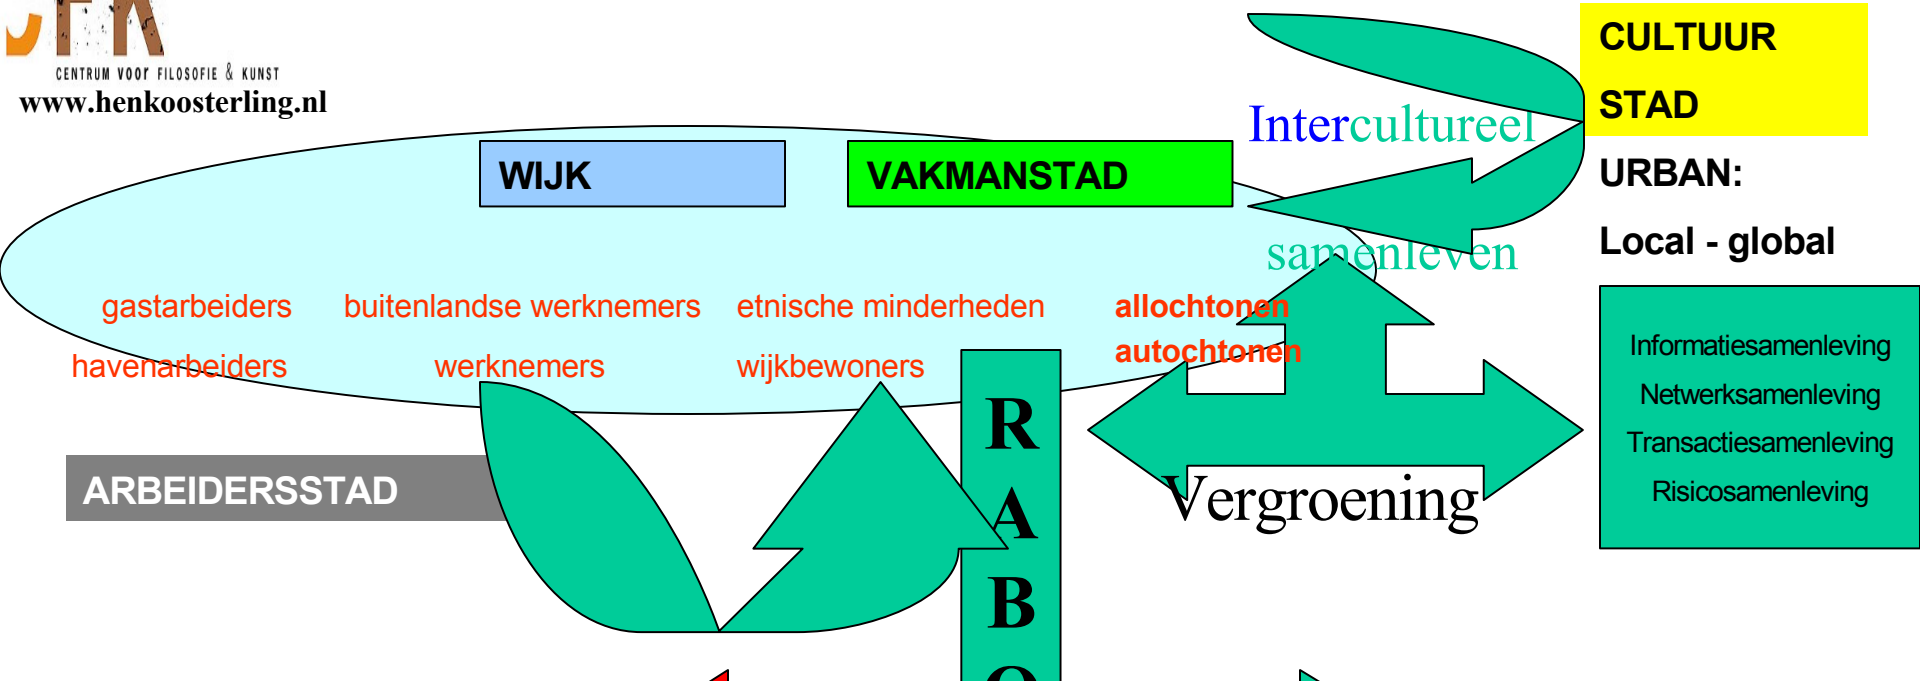 CENTRUM voor FILOSOFIE & KUNST
www.henkoosterling.nl
CULTUUR
STAD
URBAN:
Local - global
Intercultureel
samenleven
WIJK
VAKMANSTAD
gastarbeiders
buitenlandse werknemers
etnische minderheden
allochtonen
havenarbeiders
werknemers
wijkbewoners
autochtonen
ARBEIDERSSTAD
R
A
B
Vergroening
Informatiesamenleving
Netwerksamenleving
Transactiesamenleving
Risicosamenleving